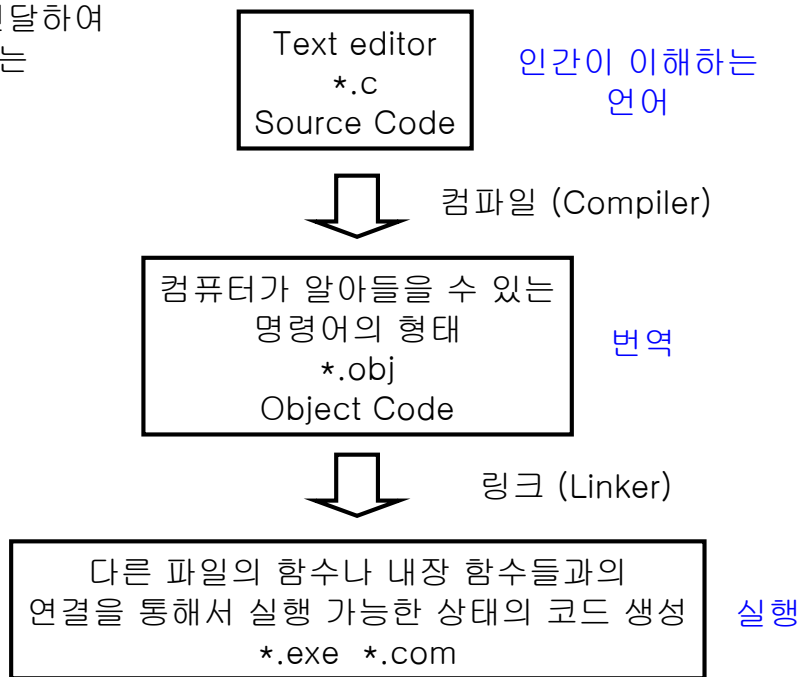 달하여
는
Text editor
*.c
Source Code
인간이 이해하는
언어
컴파일 (Compiler)
컴퓨터가 알아들을 수 있는
명령어의 형태
*.obj
Object Code
번역
링크 (Linker)
다른 파일의 함수나 내장 함수들과의
연결을 통해서 실행 가능한 상태의 코드 생성
*.exe *.com
실행